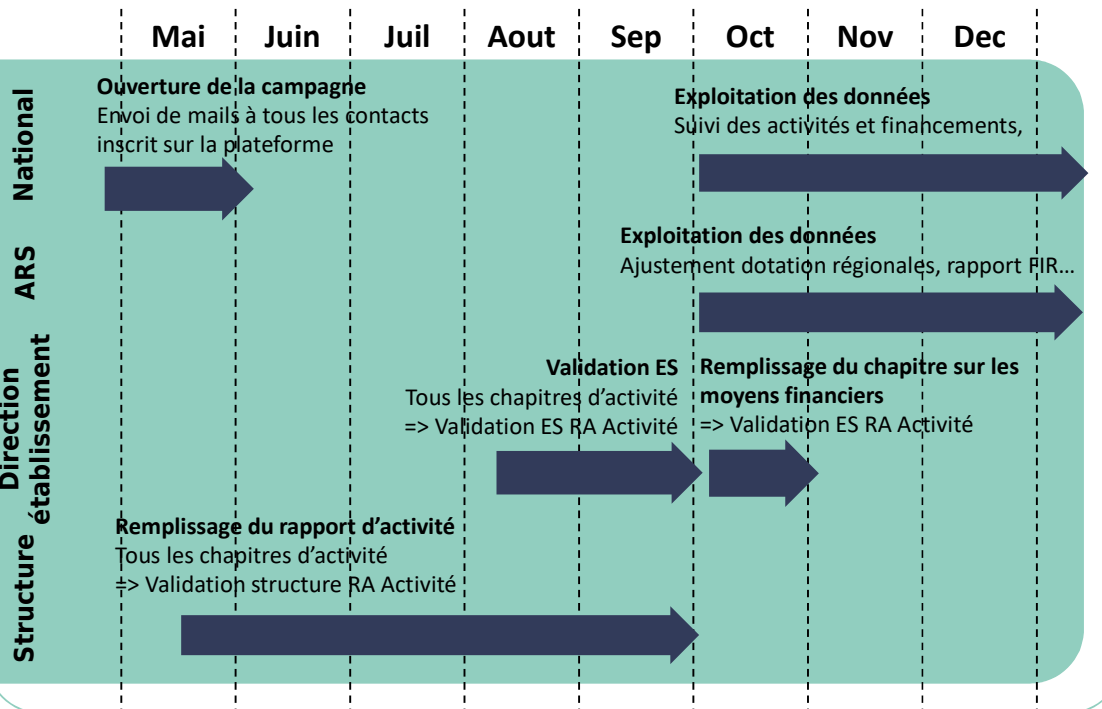 Mai Juin Juil Aout Sep Oct Nov Dec
National
Ouverture de la campagne
Envoi de mails à tous les contacts
inscrit sur la plateforme
Exploitation des données
Suivi des activités et financements,
ARS
Exploitation des données
Ajustement dotation régionales, rapport FIR...
Direction
établissement
Validation ES
Tous les chapitres d’activité
=> Validation ES RA Activité
Remplissage du chapitre sur les
moyens financiers
=> Validation ES RA Activité
Structure
Remplissage du rapport d’activité
Tous les chapitres d’activité
=> Validation structure RA Activité